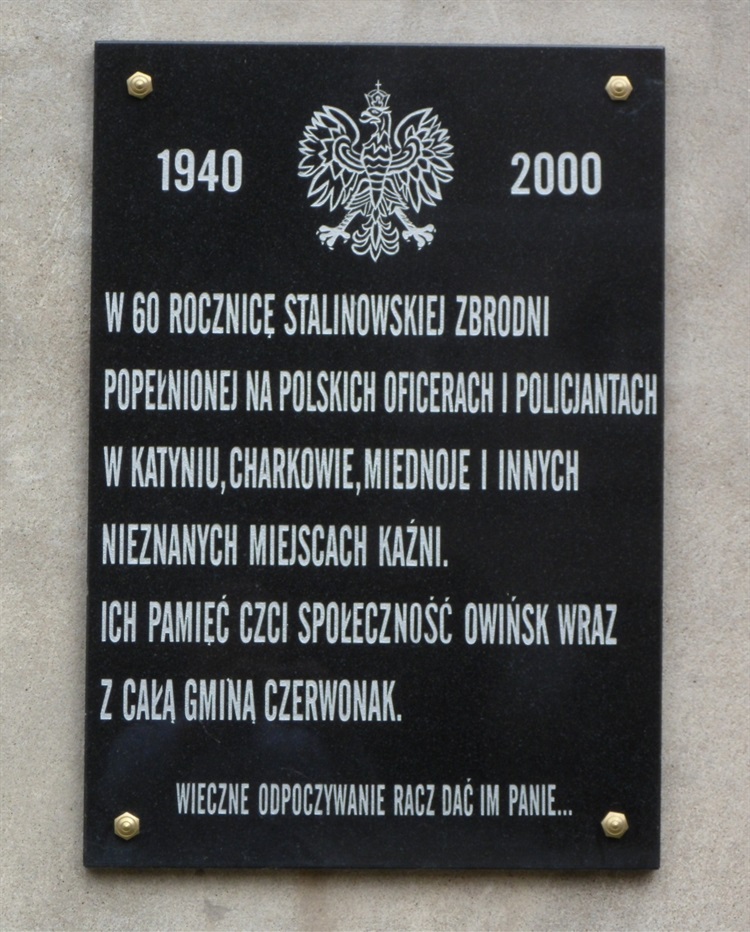 1940 2000
W 60 ROCZNICĘ STALINOWSKIEJ ZBRODNI
POPEŁNIONEJ NA POLSKICH OFICERACH I POLICJANTACH
W KATYNIU, CHARKOWIE, MIEDNOJE I INNYCH
NIEZNANYCH MIEJSCACH KAŹNI.
ICH PAMIĘĆ CZCI SPOŁECZNOŚĆ OWIŃSK WRAZ
Z CAŁĄ GMINĄ CZERWONAK.
WIECZNE ODPOCZYWANIE RACZ DAĆ IM PANIE...